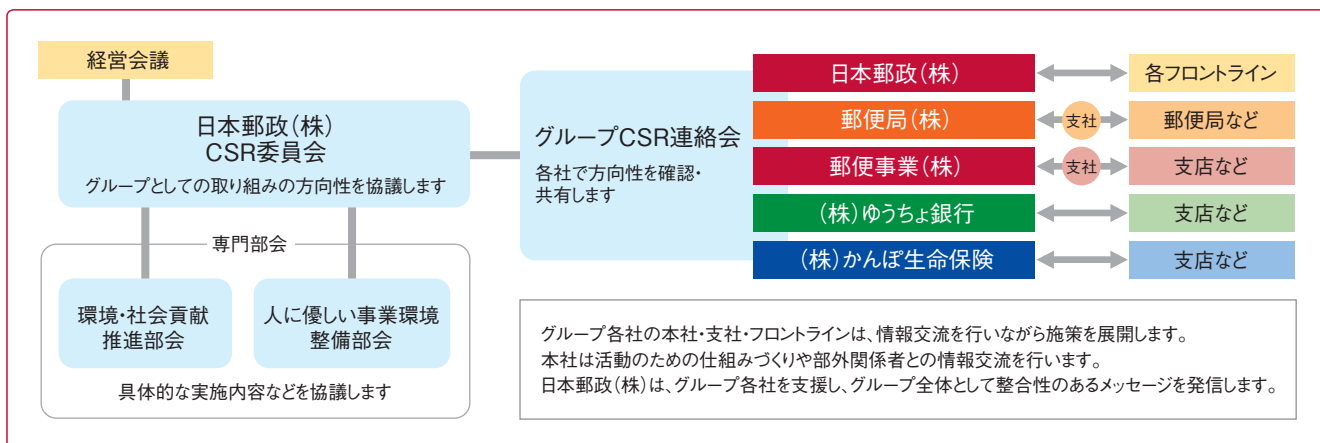 経営会議
日本郵政(株)
CSR委員会
グループとしての取り組みの方向性を協議します
専門部会
環境・社会貢献
推進部会
人に優しい事業環境
整備部会
具体的な実施内容などを協議します
グループCSR連絡会
各社で方向性を確認・
共有します
日本郵政(株)
各フロントライン
郵便局(株)
支社
郵便局など
郵便事業(株)
支社
支店など
(株)ゆうちょ銀行
支店など
(株)かんぽ生命保険
支店など
グループ各社の本社・支社・フロントラインは、情報交流を行いながら施策を展開します。
本社は活動のための仕組みづくりや部外関係者との情報交流を行います。
日本郵政(株)は、グループ各社を支援し、グループ全体として整合性のあるメッセージを発信します。